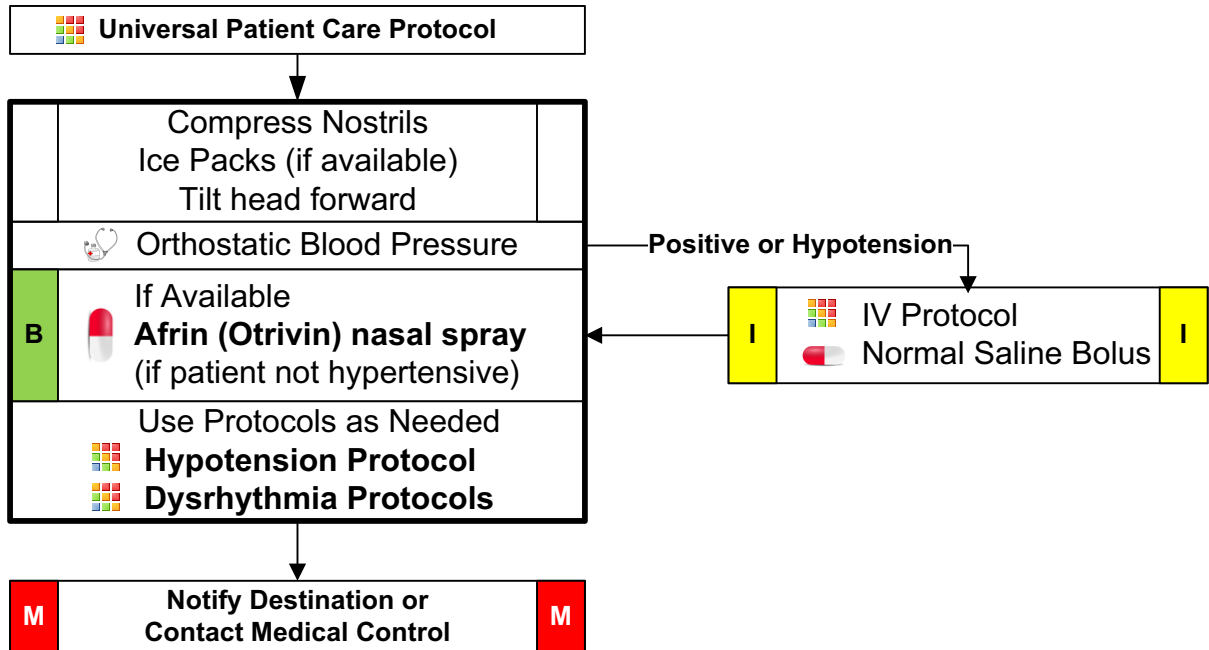 Universal Patient Care Protocol
Compress Nostrils
Ice Packs (if available)
Tilt head forward
Orthostatic Blood Pressure
Positive or Hypotension
B
If Available
Afrin (Otrivin) nasal spray
(if patient not hypertensive)
I
IV Protocol
Normal Saline Bolus
I
Use Protocols as Needed
Hypotension Protocol
Dysrhythmia Protocols
M
Notify Destination or
Contact Medical Control
M